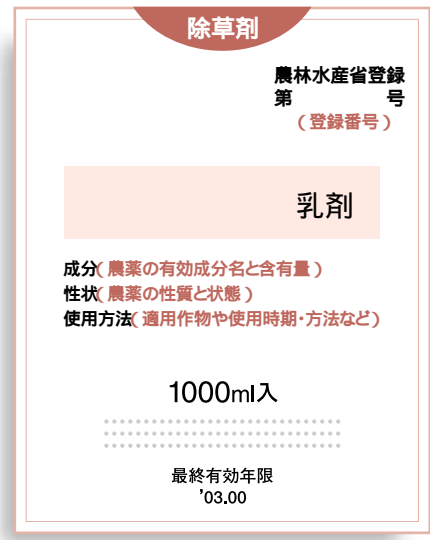 除草剤
農林水産省登録
第 号
(登録番号)
乳剤
成分(農薬の有効成分名と含有量)
性状(農薬の性質と状態)
使用方法(適用作物や使用時期・方法など)
1000ml入
最終有効年限
’03.00